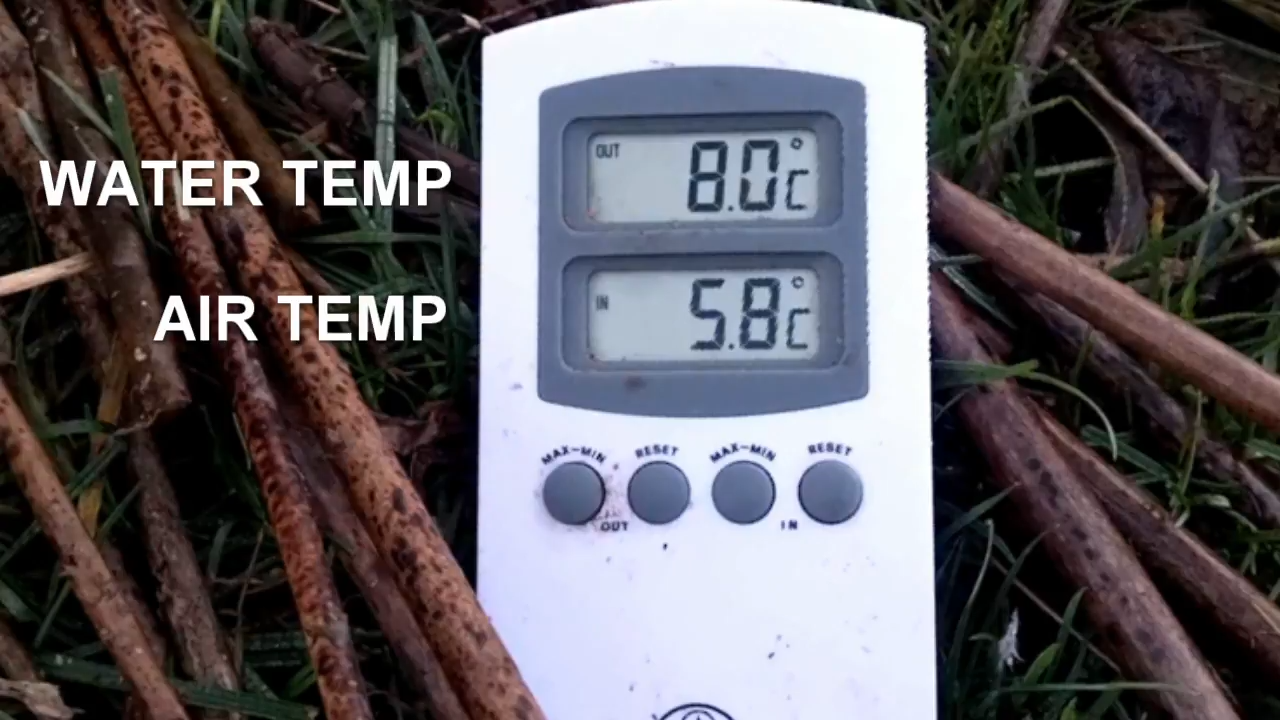 WATER TEMP
OUT 8.0°C
AIR TEMP
IN 5.8°C
MAX-MIN RESET MAX-MIN RESET
OUT IN